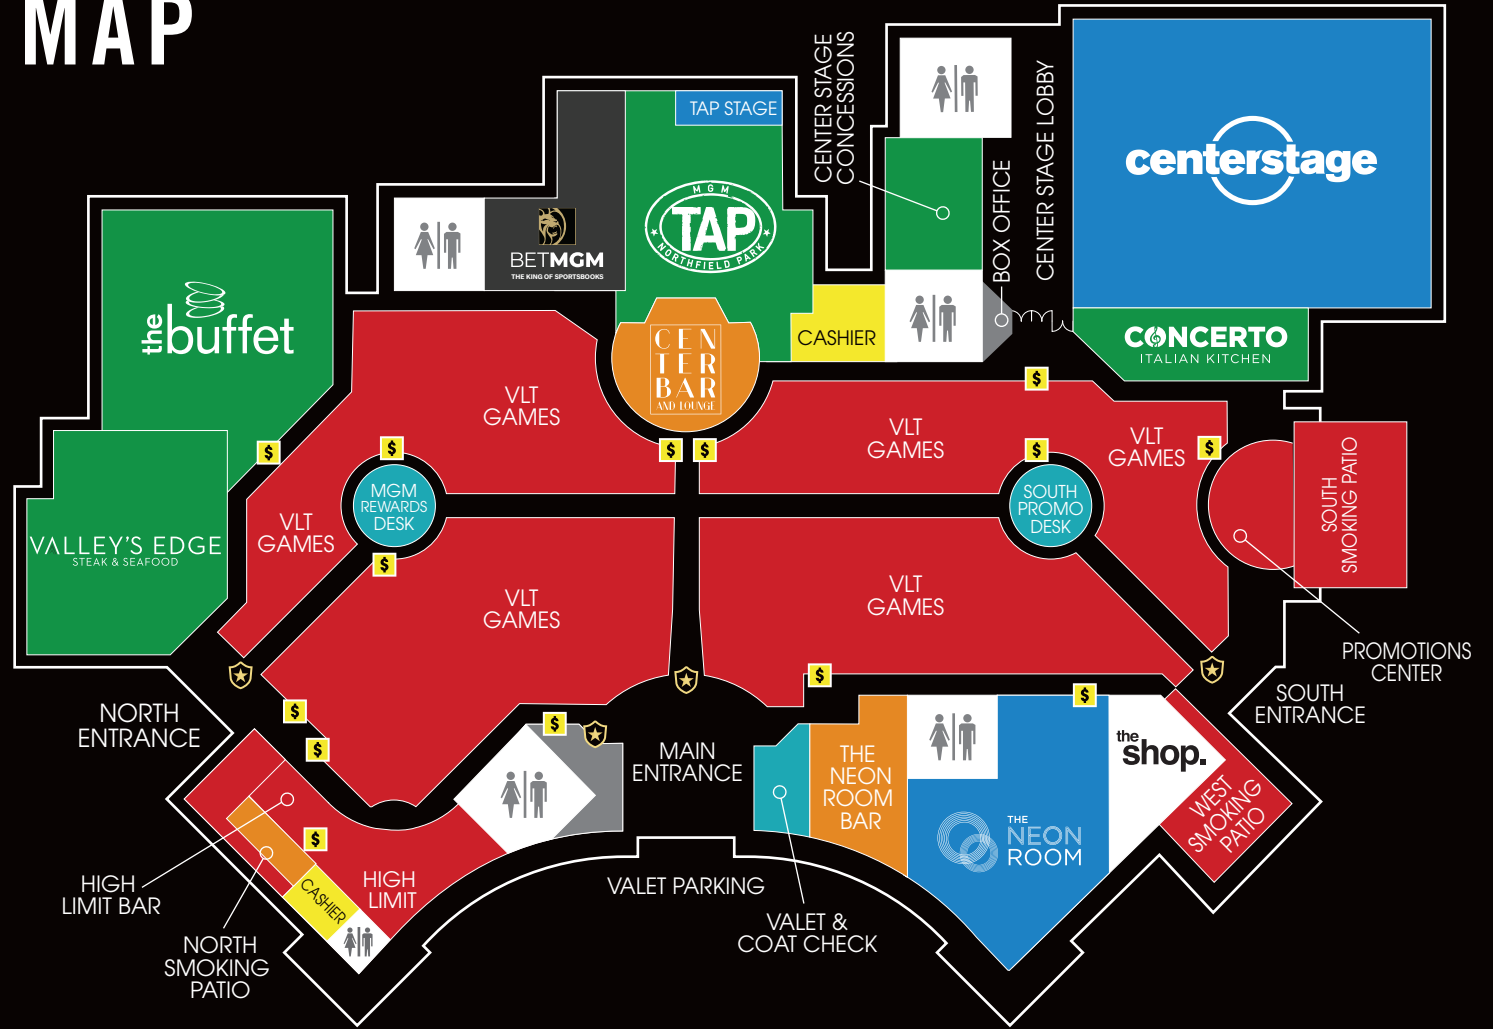 MAP
CENTER STAGE
CONCESSIONS
CENTER STAGE LOBBY
BOX OFFICE
TAP STAGE
centerstage
MGM
TAP
NORTHFIELD PARK
BETMGM
THE KING OF SPORTSBOOKS
the
buffet
CASHIER
CONCERTO
ITALIAN KITCHEN
CEN
TER
BAR
AND LOUNGE
VLT
GAMES
VLT
GAMES
VLT
GAMES
$
$
$
$
$
$
$
MGM
REWARDS
DESK
SOUTH
PROMO
DESK
SOUTH
SMOKING PATIO
VALLEY'S EDGE
STEAK & SEAFOOD
VLT
GAMES
$
VLT
GAMES
VLT
GAMES
PROMOTIONS
CENTER
$
$
SOUTH
ENTRANCE
NORTH
ENTRANCE
$
$
$
MAIN
ENTRANCE
THE
NEON
ROOM
BAR
the
shop.
WEST
SMOKING
PATIO
THE
NEON
ROOM
$
HIGH
LIMIT
CASHIER
HIGH
LIMIT BAR
VALET PARKING
VALET &
COAT CHECK
NORTH
SMOKING
PATIO